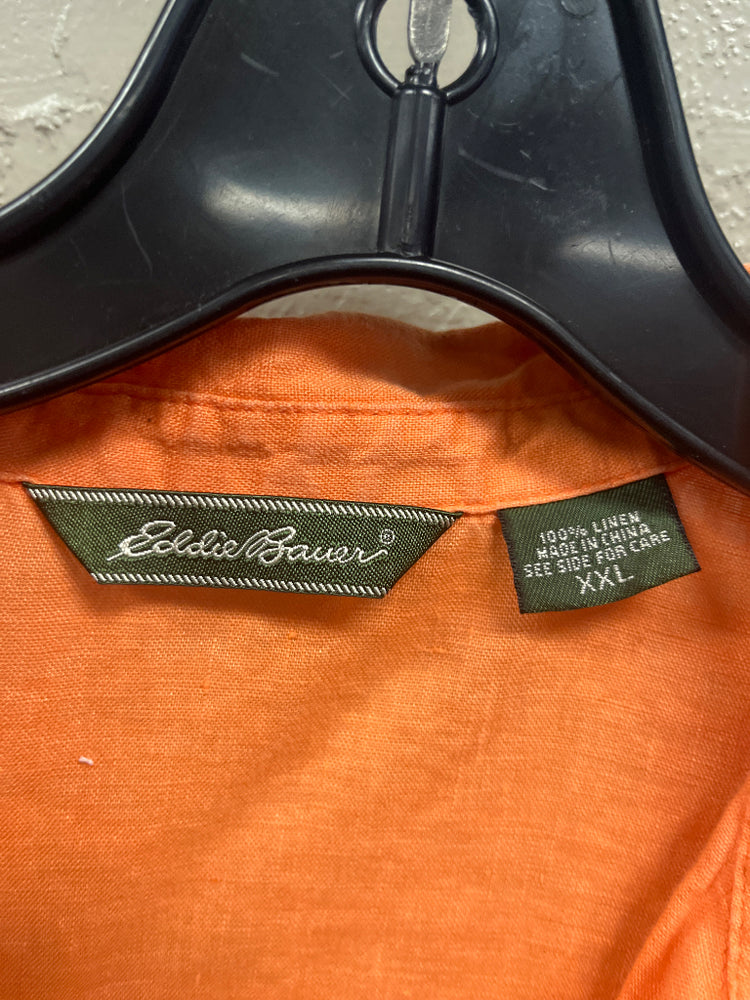 Eddie Bauer®
100% LINEN
MADE IN CHINA
SEE SIDE FOR CARE
XXL